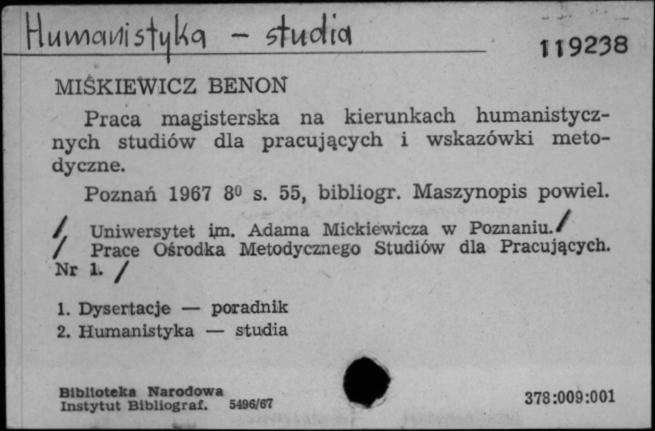 Humanistyka – studia
119238
MIŚKIEWICZ BENON
Praca magisterska na kierunkach humanistycz-
nych studiów dla pracujących i wskazówki meto-
dyczne.
Poznań 1967 8⁰ s. 55, bibliogr. Maszynopis powiel.
/ Uniwersytet im. Adama Mickiewicza w Poznaniu. /
/ Prace Ośrodka Metodycznego Studiów dla Pracujących.
Nr 1. /
1. Dysertacje — poradnik
2. Humanistyka — studia
Biblioteka Narodowa
Instytut Bibliograf. 5496/67
378:009:001